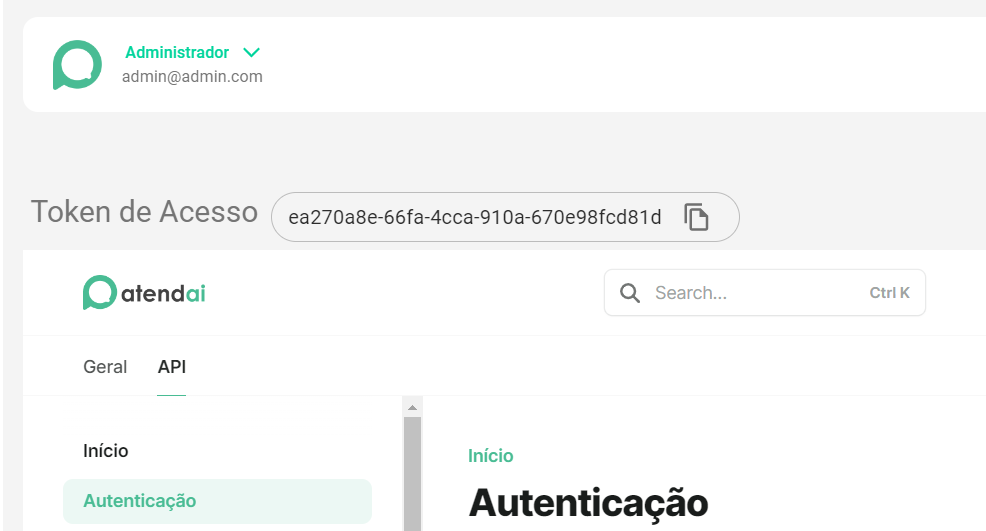 Administrador
admin@admin.com
Token de Acesso ea270a8e-66fa-4cca-910a-670e98fcd81d
atendai Search... Ctrl K
Geral API
Início
Autenticação
Início
Autenticação